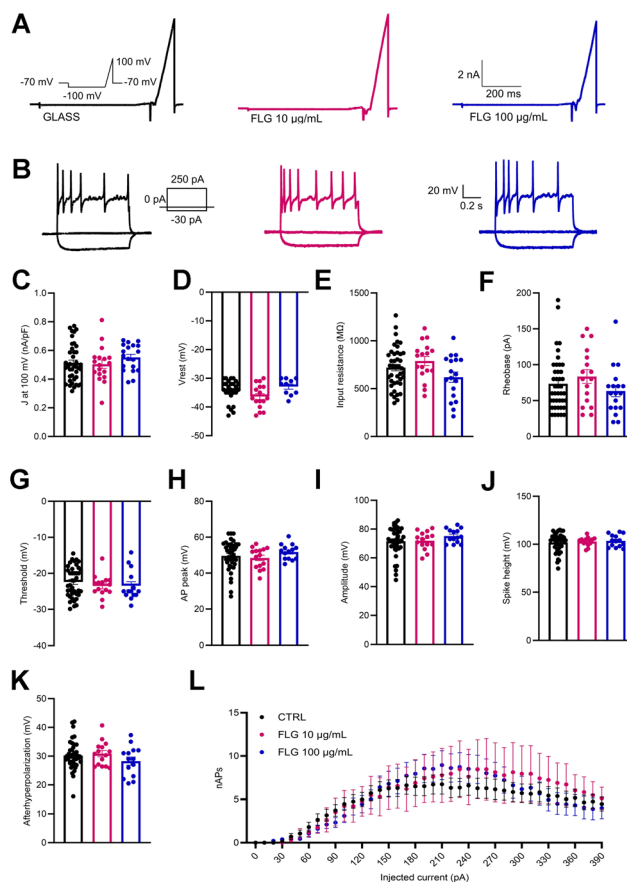 A
100 mV
-70 mV
-70 mV
-100 mV
GLASS
FLG 10 µg/mL
2 nA
200 ms
FLG 100 µg/mL
B
250 pA
0 pA
-30 pA
20 mV
0.2 s
C
J at 100 mV (nA/pF)
1.0
0.8
0.6
0.4
0.2
0.0
D
Vrest (mV)
0
-10
-20
-30
-40
-50
E
Input resistance (MΩ)
1500
1000
500
0
F
Rheobase (pA)
200
150
100
50
0
G
Threshold (mV)
0
-10
-20
-30
-40
H
AP peak (mV)
80
60
40
20
0
I
Amplitude (mV)
100
80
60
40
20
0
J
Spike height (mV)
150
100
50
0
K
Afterhyperpolarization (mV)
50
40
30
20
10
0
L
CTRL
FLG 10 µg/mL
FLG 100 µg/mL
nAPs
15
10
5
0
0 30 60 90 120 150 180 210 240 270 300 330 360 390
Injected current (pA)